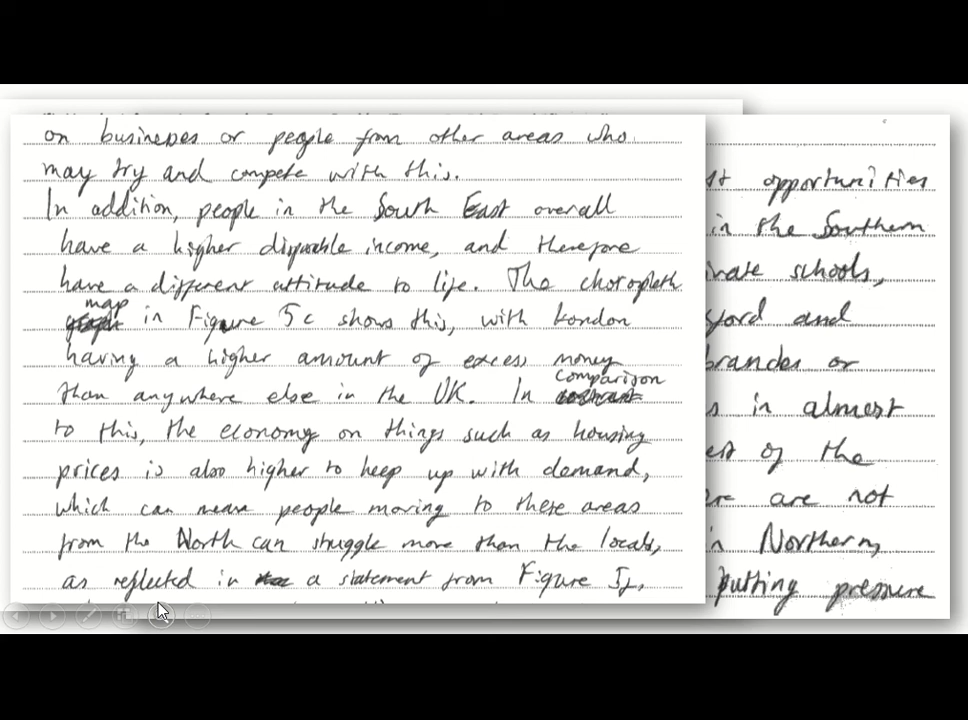 on businesses or people from other areas who
may try and compete with this.
In addition, people in the South East overall
have a higher disposable income, and therefore
have a different attitude to life. The choropleth
map
in Figure 5c shows this, with London
having a higher amount of excess money
than anywhere else in the UK. In comparison
to this, the economy on things such as housing
prices is also higher to keep up with demand,
which can mean people moving to these areas
from the North can struggle more than the locals,
as reflected in a statement from Figure 5f,
opportunities
in the Southern
schools,
and
or
in almost
of the
are not
Northern,
putting pressure